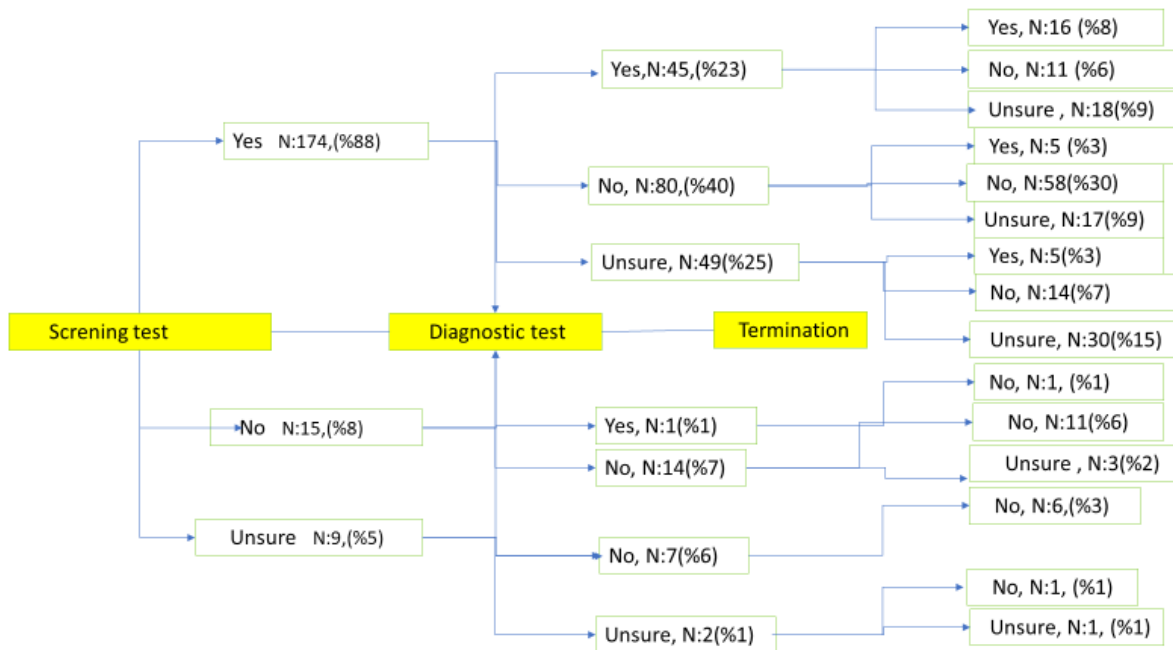 Yes, N:16 (%8)
Yes,N:45,(%23)
No, N:11 (%6)
Unsure , N:18(%9)
Yes N:174,(%88)
Yes, N:5 (%3)
No, N:80,(%40)
No, N:58(%30)
Unsure, N:17(%9)
Unsure, N:49(%25)
Yes, N:5(%3)
No, N:14(%7)
Screning test
Diagnostic test
Termination
Unsure, N:30(%15)
No, N:1, (%1)
No N:15,(%8)
Yes, N:1(%1)
No, N:11(%6)
No, N:14(%7)
Unsure , N:3(%2)
No, N:6,(%3)
Unsure N:9,(%5)
No, N:7(%6)
No, N:1, (%1)
Unsure, N:2(%1)
Unsure, N:1, (%1)